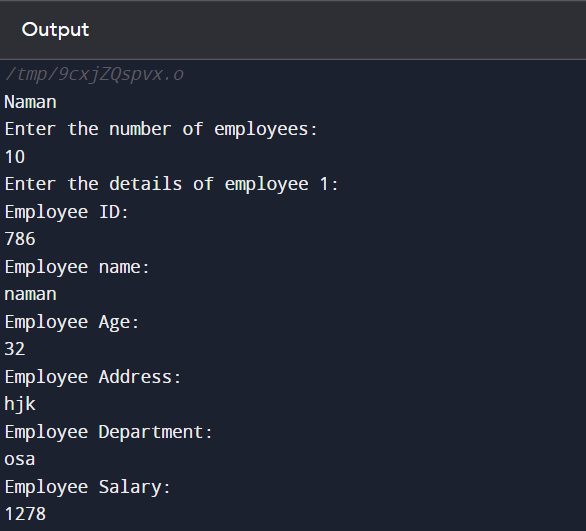 Output
/tmp/9cxjZQspvx.o
Naman
Enter the number of employees:
10
Enter the details of employee 1:
Employee ID:
786
Employee name:
naman
Employee Age:
32
Employee Address:
hjk
Employee Department:
osa
Employee Salary:
1278